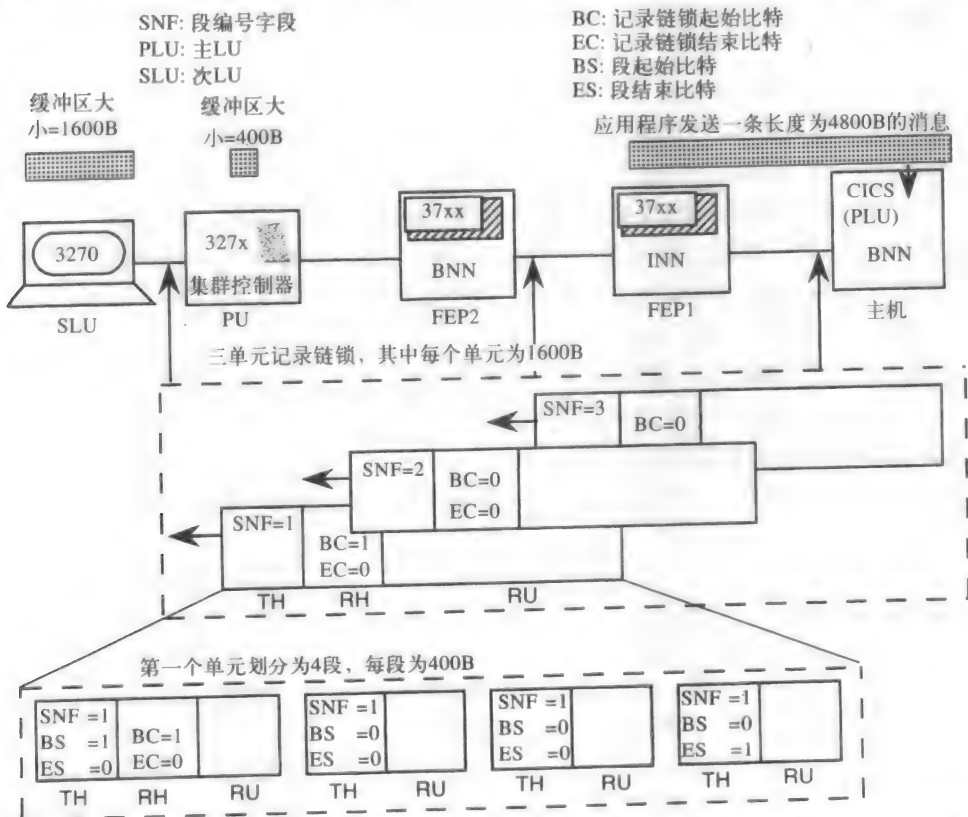 SNF: 段编号字段
PLU: 主LU
SLU: 次LU
BC: 记录链锁起始比特
EC: 记录链锁结束比特
BS: 段起始比特
ES: 段结束比特
缓冲区大
小=1600B
缓冲区大
小=400B
应用程序发送一条长度为4800B的消息
3270
SLU
327x
集群控制器
PU
37xx
BNN
FEP2
37xx
INN
FEP1
CICS
(PLU)
BNN
主机
三单元记录链锁，其中每个单元为1600B
SNF=3
BC=0
SNF=2
BC=0
EC=0
SNF=1
BC=1
EC=0
TH RH RU
第一个单元划分为4段，每段为400B
SNF =1
BS =1
ES =0
BC=1
EC=0
TH RH RU
SNF =1
BS =0
ES =0
TH RU
SNF =1
BS =0
ES =0
TH RU
SNF =1
BS =0
ES =1
TH RU